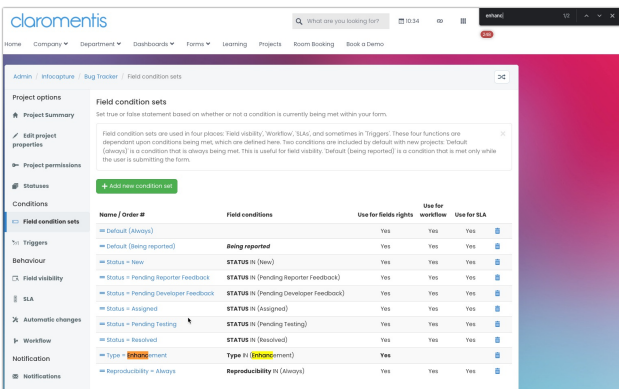 claromentis
What are you looking for?
10:34
enhanc
1/2
248
Home Company Department Dashboards Forms Learning Projects Room Booking Book a Demo
Admin / Infocapture / Bug Tracker / Field condition sets
Project options
Project Summary
Edit project
properties
Project permissions
Statuses
Conditions
Field condition sets
Triggers
Behaviour
Field visibility
SLA
Automatic changes
Workflow
Notification
Notifications
Field condition sets
Set true or false statement based on whether or not a condition is currently being met within your form.
Field condition sets are used in four places: 'Field visbility', 'Workflow', 'SLAs', and sometimes in 'Triggers'. These four functions are
dependant upon conditions being met, which are defined here. Two conditions are included by default with new projects: 'Default
(always)' is a condition that is always being met. This is useful for field visiblity. 'Default (being reported)' is a condition that is met only while
the user is submitting the form.
+ Add new condition set
Name / Order # Field conditions Use for fields rights Use for workflow Use for SLA
Default (Always) Yes Yes Yes
Default (Being reported) Being reported Yes Yes Yes
Status = New STATUS IN (New) Yes Yes Yes
Status = Pending Reporter Feedback STATUS IN (Pending Reporter Feedback) Yes Yes Yes
Status = Pending Developer Feedback STATUS IN (Pending Developer Feedback) Yes Yes Yes
Status = Assigned STATUS IN (Assigned) Yes Yes Yes
Status = Pending Testing STATUS IN (Pending Testing) Yes Yes Yes
Status = Resolved STATUS IN (Resolved) Yes Yes Yes
Type = Enhancement Type IN (Enhancement) Yes
Reproducibility = Always Reproducibility IN (Always) Yes Yes Yes